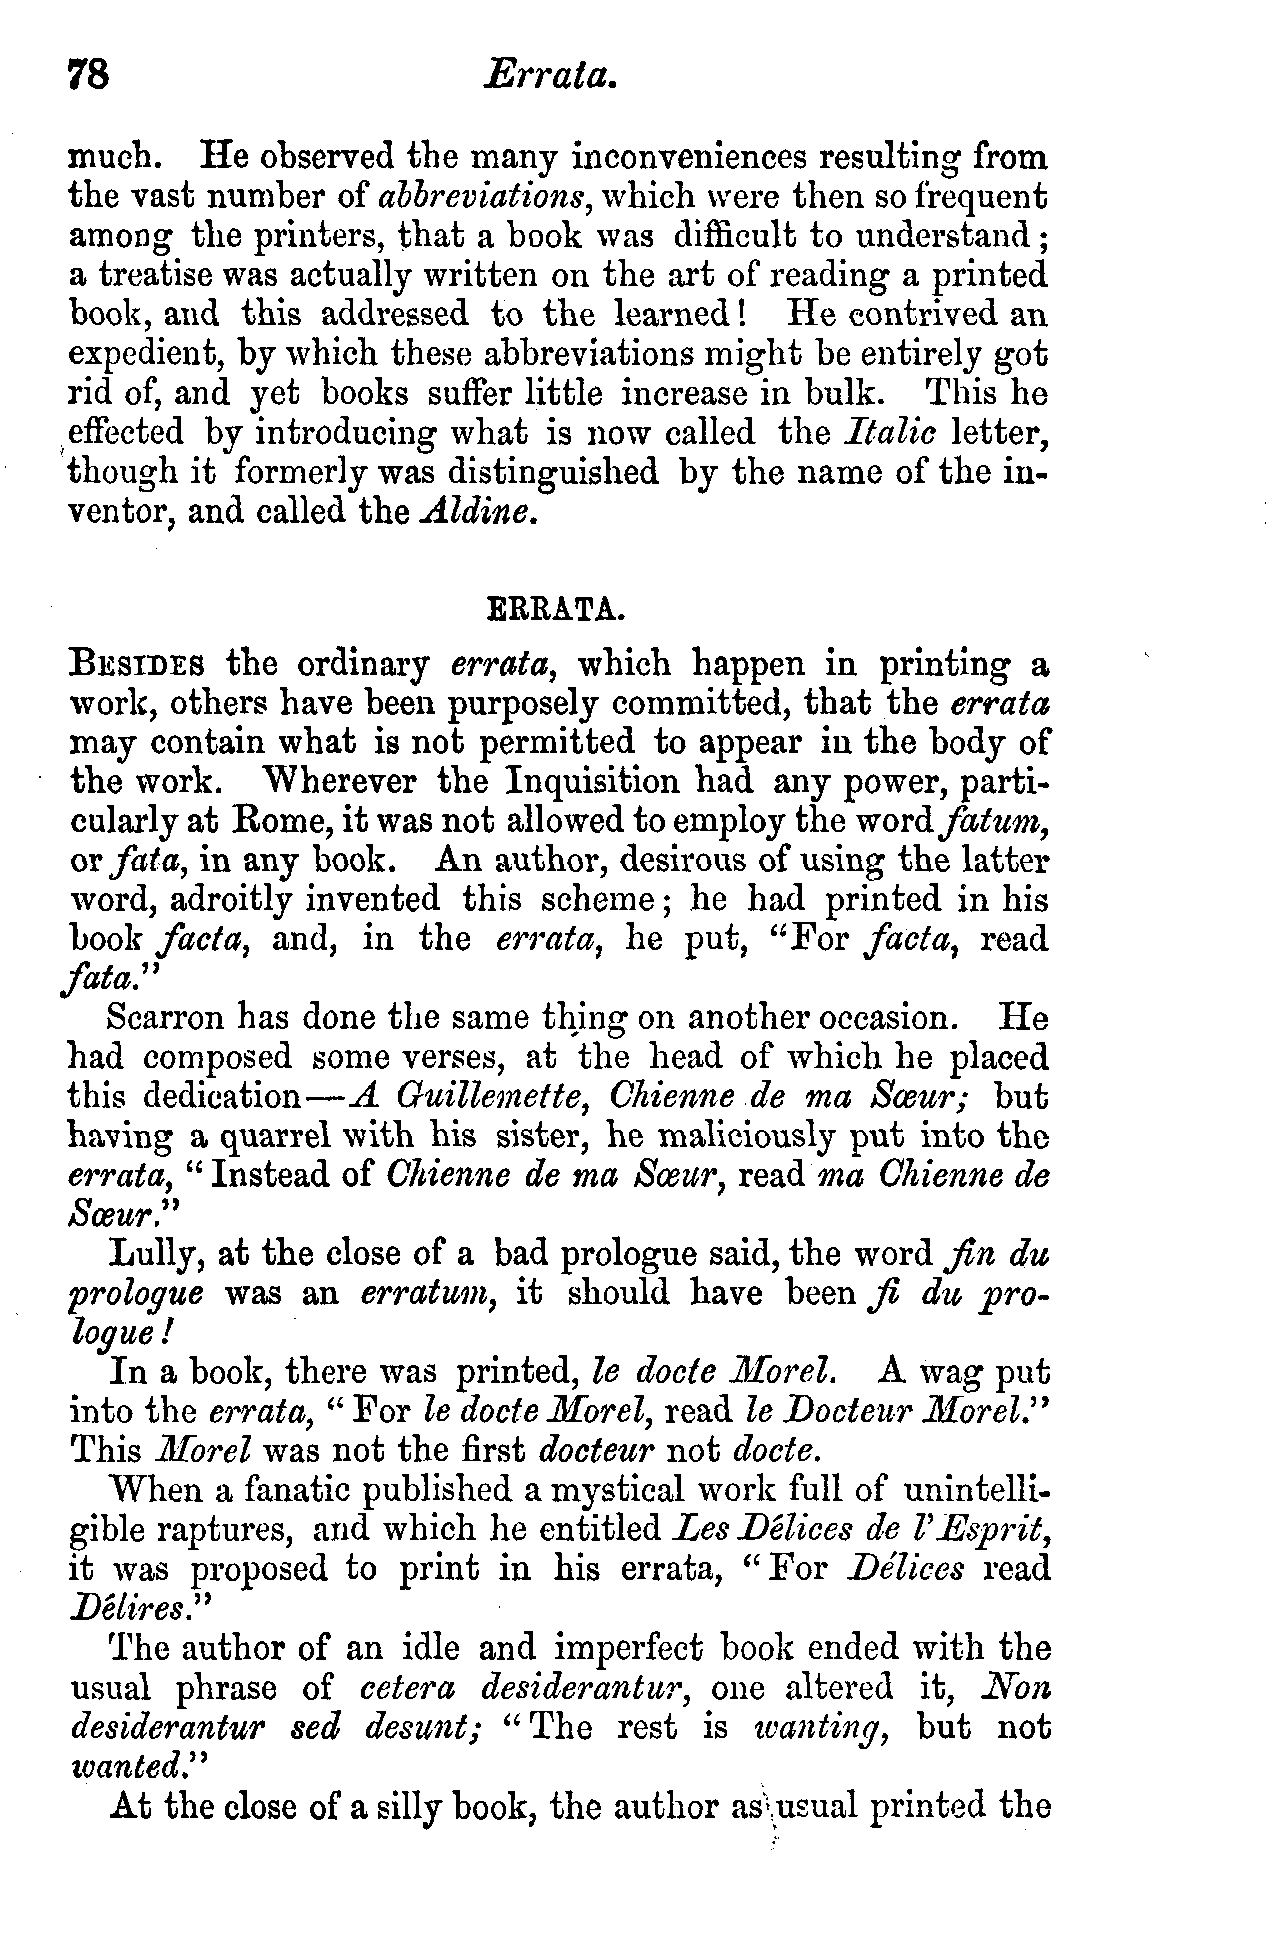 78 Errata.
much. He observed the many inconveniences resulting from
the vast number of abbreviations, which were then so frequent
among the printers, that a book was difficult to understand;
a treatise was actually written on the art of reading a printed
book, and this addressed to the learned! He contrived an
expedient, by which these abbreviations might be entirely got
rid of, and yet books suffer little increase in bulk. This he
effected by introducing what is now called the Italic letter,
though it formerly was distinguished by the name of the in-
ventor, and called the Aldine.
ERRATA.
BESIDES the ordinary errata, which happen in printing a
work, others have been purposely committed, that the errata
may contain what is not permitted to appear in the body of
the work. Wherever the Inquisition had any power, parti-
cularly at Rome, it was not allowed to employ the word fatum,
or fata, in any book. An author, desirous of using the latter
word, adroitly invented this scheme; he had printed in his
book facta, and, in the errata, he put, "For facta, read
fata."
Scarron has done the same thing on another occasion. He
had composed some verses, at the head of which he placed
this dedication—A Guillemette, Chienne de ma Sœur; but
having a quarrel with his sister, he maliciously put into the
errata, "Instead of Chienne de ma Sœur, read ma Chienne de
Sœur."
Lully, at the close of a bad prologue said, the word fin du
prologue was an erratum, it should have been fi du pro-
logue!
In a book, there was printed, le docte Morel. A wag put
into the errata, "For le docte Morel, read le Docteur Morel."
This Morel was not the first docteur not docte.
When a fanatic published a mystical work full of unintelli-
gible raptures, and which he entitled Les Délices de l'Esprit,
it was proposed to print in his errata, "For Délices read
Délires."
The author of an idle and imperfect book ended with the
usual phrase of cetera desiderantur, one altered it, Non
desiderantur sed desunt; "The rest is wanting, but not
wanted."
At the close of a silly book, the author as usual printed the